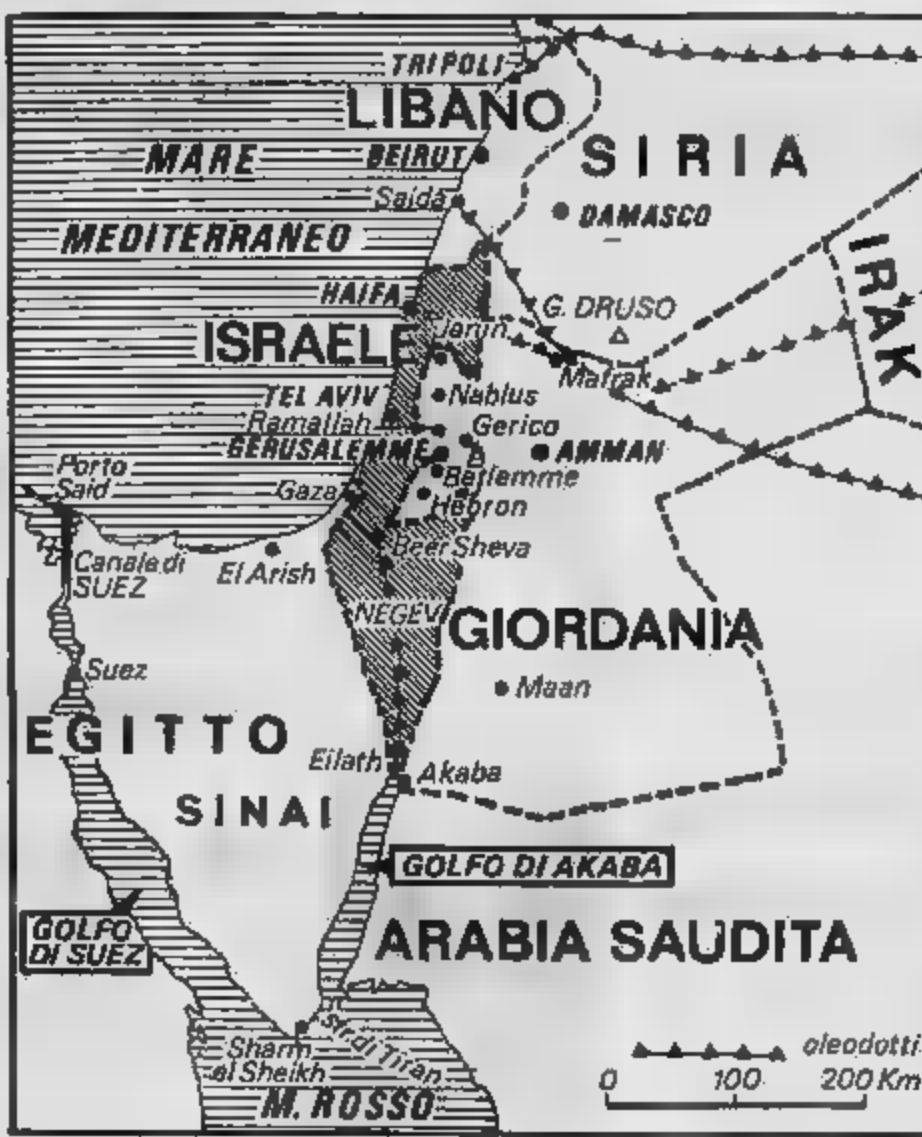 TRIPOLI
LIBANO
MARE
BEIRUT
SIRIA
Saida
DAMASCO
MEDITERRANEO
IRAK
HAIFA
G. DRUSO
ISRAELE
Janin
Mafrak
TEL AVIV
Nablus
Ramallah
Gerico
GERUSALEMME
AMMAN
Betlemme
Porto
Said
Gaza
Hebron
Beer Sheva
Canale di
SUEZ
El Arish
NEGEV
GIORDANIA
Suez
Maan
EGITTO
Eilath
Akaba
SINAI
GOLFO DI AKABA
GOLFO
DI SUEZ
ARABIA SAUDITA
Str. di Tiran
Sharm
el Sheikh
M. ROSSO
oleodotti
0 100 200 Km